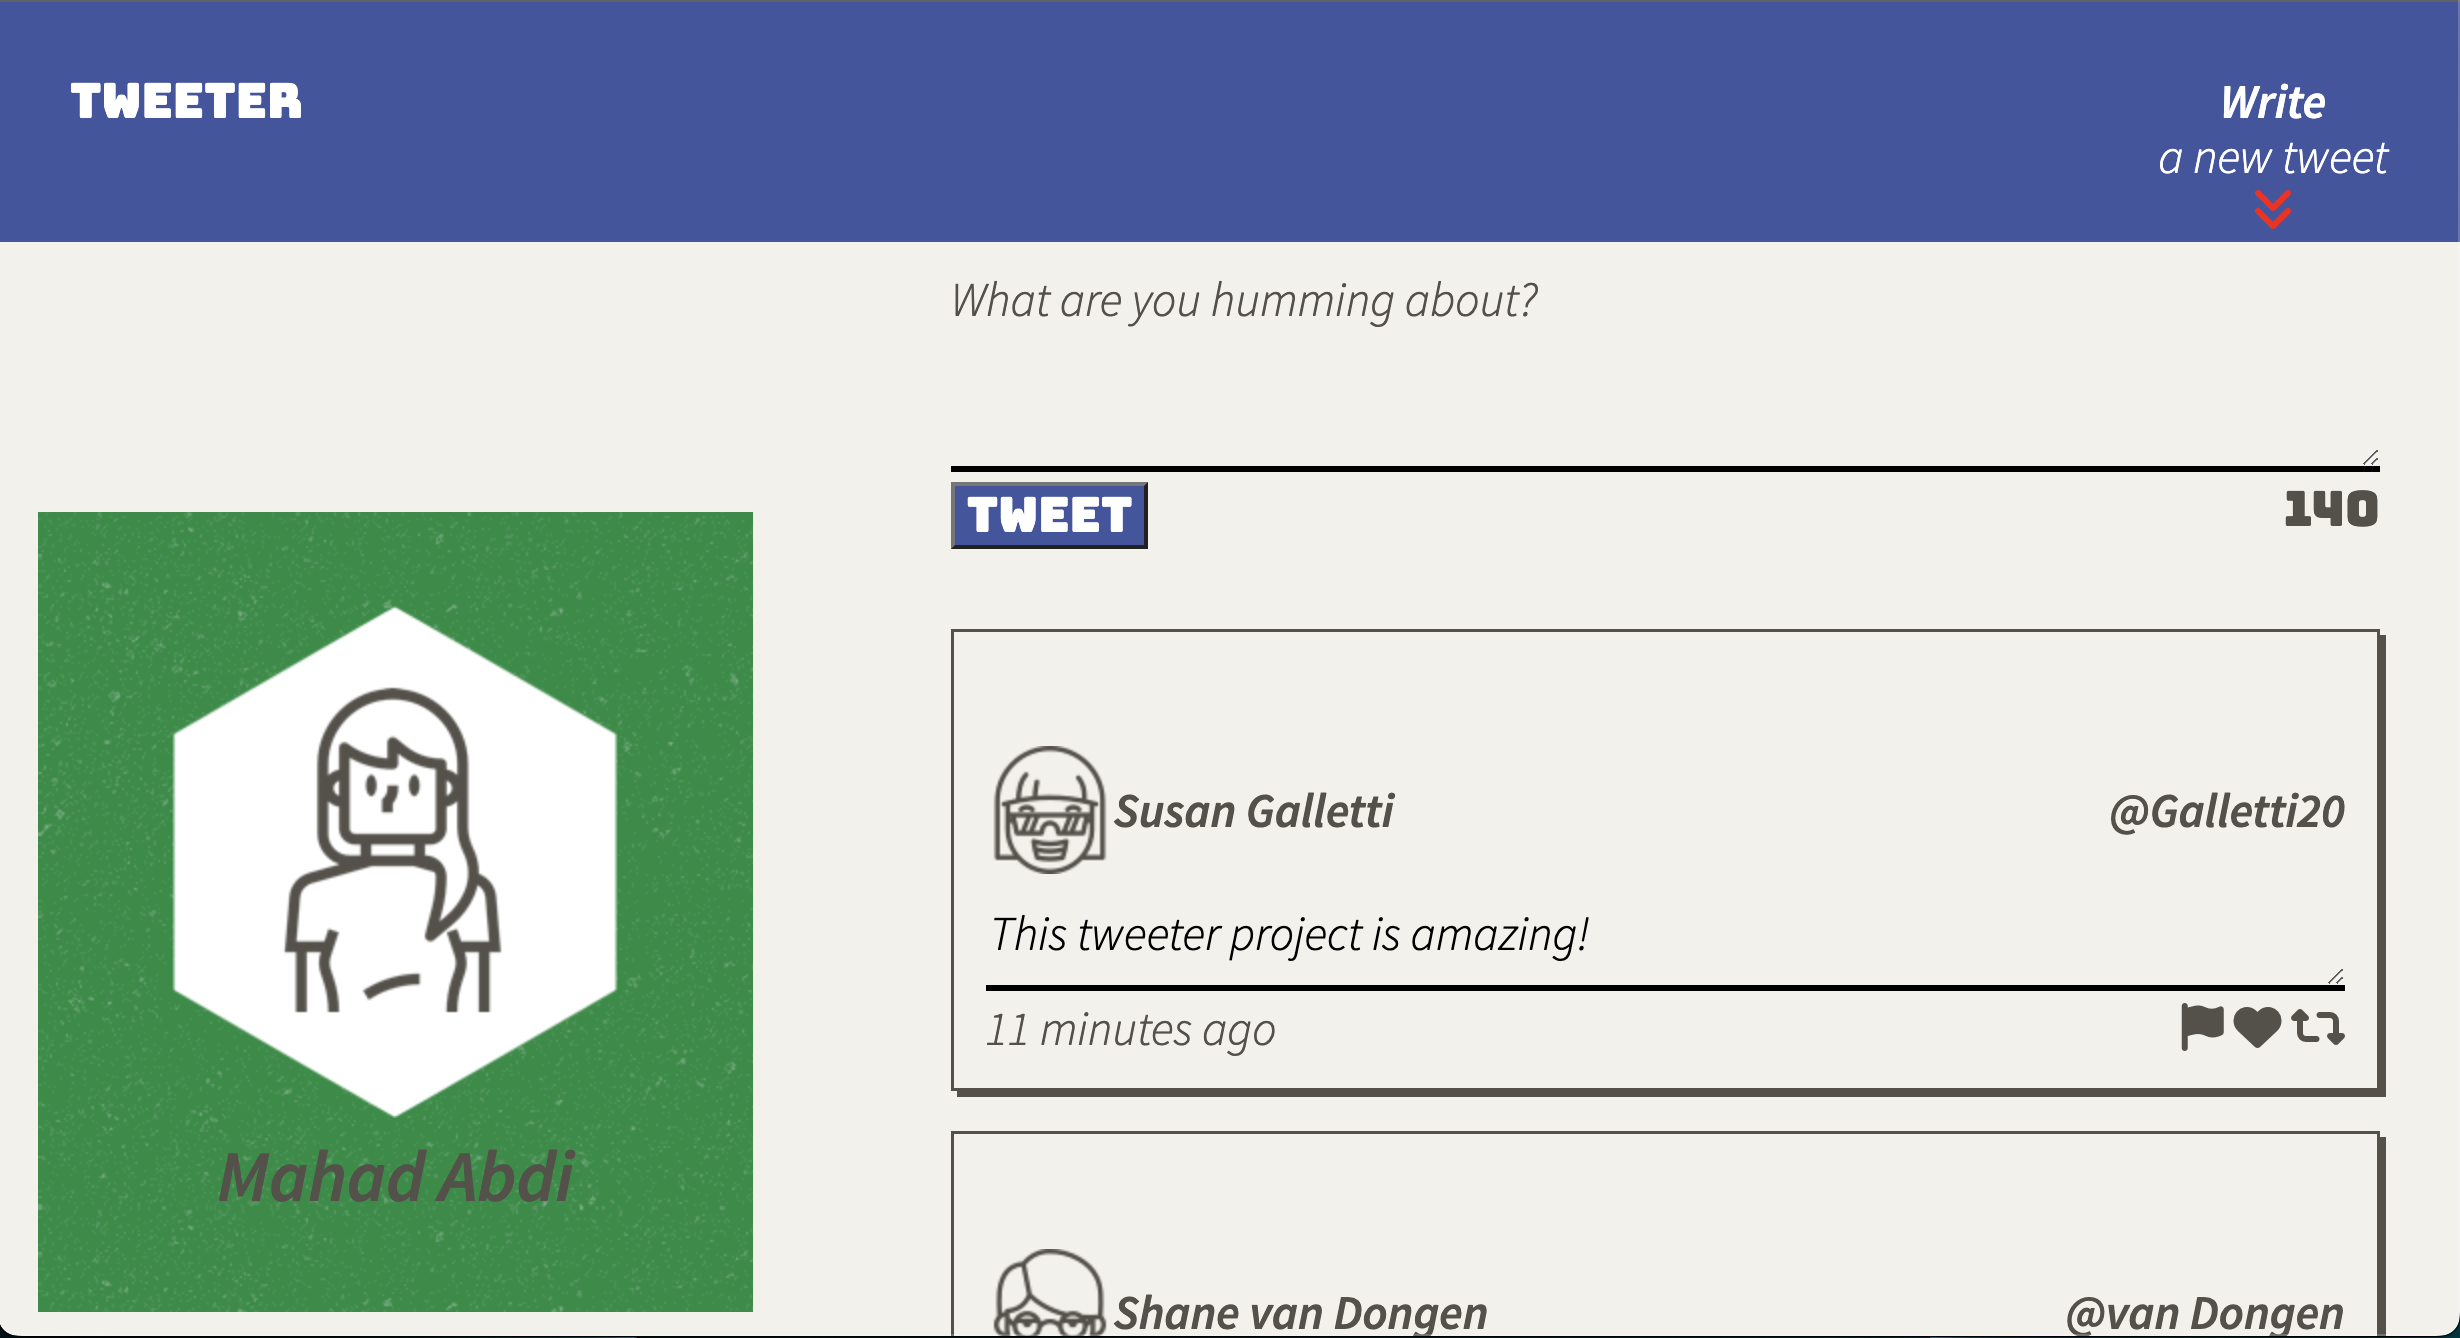 TWEETER
Write
a new tweet
What are you humming about?
TWEET
140
Mahad Abdi
Susan Galletti
@Galletti20
This tweeter project is amazing!
11 minutes ago
Shane van Dongen
@van Dongen